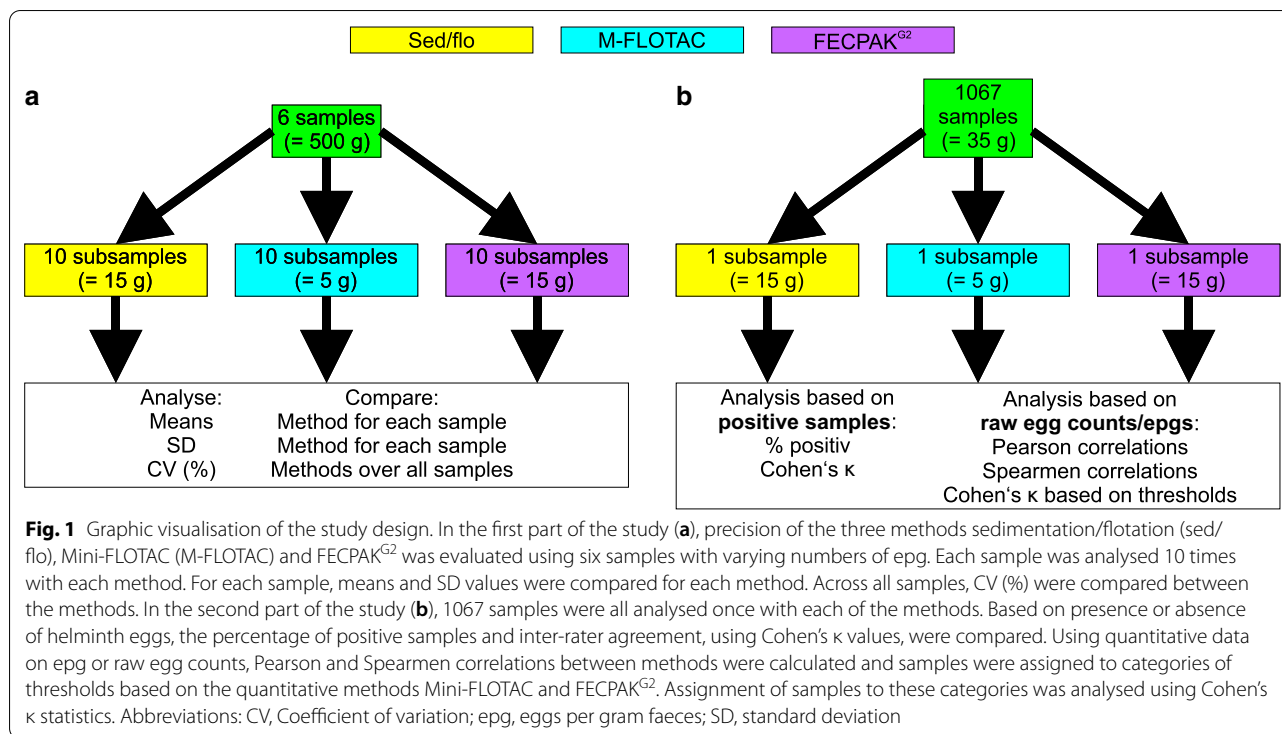 Sed/flo
M-FLOTAC
FECPAKG2
a
6 samples
(= 500 g)
10 subsamples
(= 15 g)
10 subsamples
(= 5 g)
10 subsamples
(= 15 g)
Analyse:
Means
SD
CV (%)
Compare:
Method for each sample
Method for each sample
Methods over all samples
b
1067
samples
(= 35 g)
1 subsample
(= 15 g)
1 subsample
(= 5 g)
1 subsample
(= 15 g)
Analysis based on
positive samples:
% positiv
Cohen‘s κ
Analysis based on
raw egg counts/epgs:
Pearson correlations
Spearmen correlations
Cohen‘s κ based on thresholds
Fig. 1 Graphic visualisation of the study design. In the first part of the study (a), precision of the three methods sedimentation/flotation (sed/
flo), Mini-FLOTAC (M-FLOTAC) and FECPAKG2 was evaluated using six samples with varying numbers of epg. Each sample was analysed 10 times
with each method. For each sample, means and SD values were compared for each method. Across all samples, CV (%) were compared between
the methods. In the second part of the study (b), 1067 samples were all analysed once with each of the methods. Based on presence or absence
of helminth eggs, the percentage of positive samples and inter-rater agreement, using Cohen’s κ values, were compared. Using quantitative data
on epg or raw egg counts, Pearson and Spearmen correlations between methods were calculated and samples were assigned to categories of
thresholds based on the quantitative methods Mini-FLOTAC and FECPAKG2. Assignment of samples to these categories was analysed using Cohen’s
κ statistics. Abbreviations: CV, Coefficient of variation; epg, eggs per gram faeces; SD, standard deviation